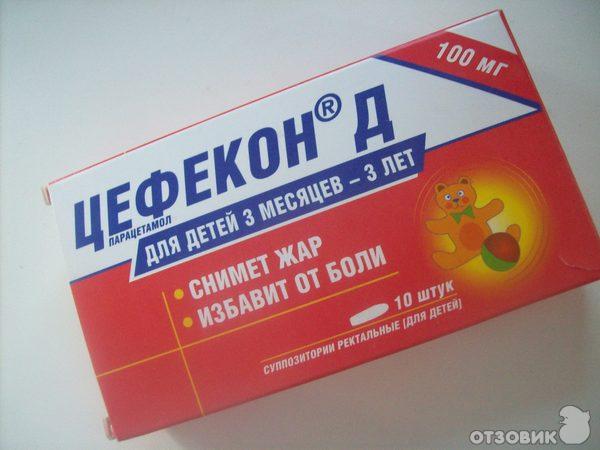 100 мг
ЦЕФЕКОН® Д
ПАРАЦЕТАМОЛ
ДЛЯ ДЕТЕЙ 3 МЕСЯЦЕВ – 3 ЛЕТ
• СНИМЕТ ЖАР
• ИЗБАВИТ ОТ БОЛИ
10 штук
СУППОЗИТОРИИ РЕКТАЛЬНЫЕ (ДЛЯ ДЕТЕЙ)
ОТЗОВИК